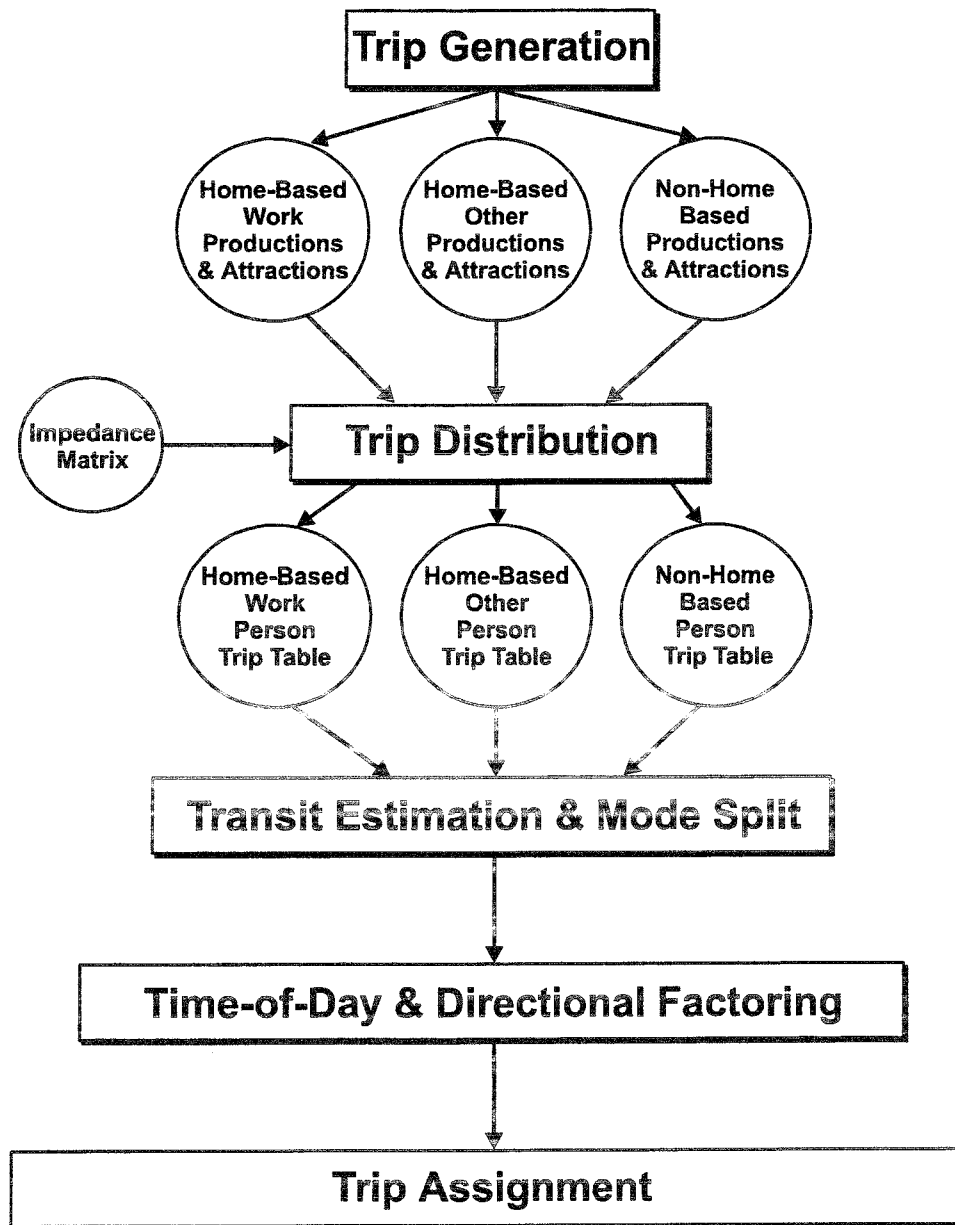 Trip Generation
Home-Based
Work
Productions
& Attractions
Home-Based
Other
Productions
& Attractions
Non-Home
Based
Productions
& Attractions
Impedance
Matrix
Trip Distribution
Home-Based
Work
Person
Trip Table
Home-Based
Other
Person
Trip Table
Non-Home
Based
Person
Trip Table
Transit Estimation & Mode Split
Time-of-Day & Directional Factoring
Trip Assignment